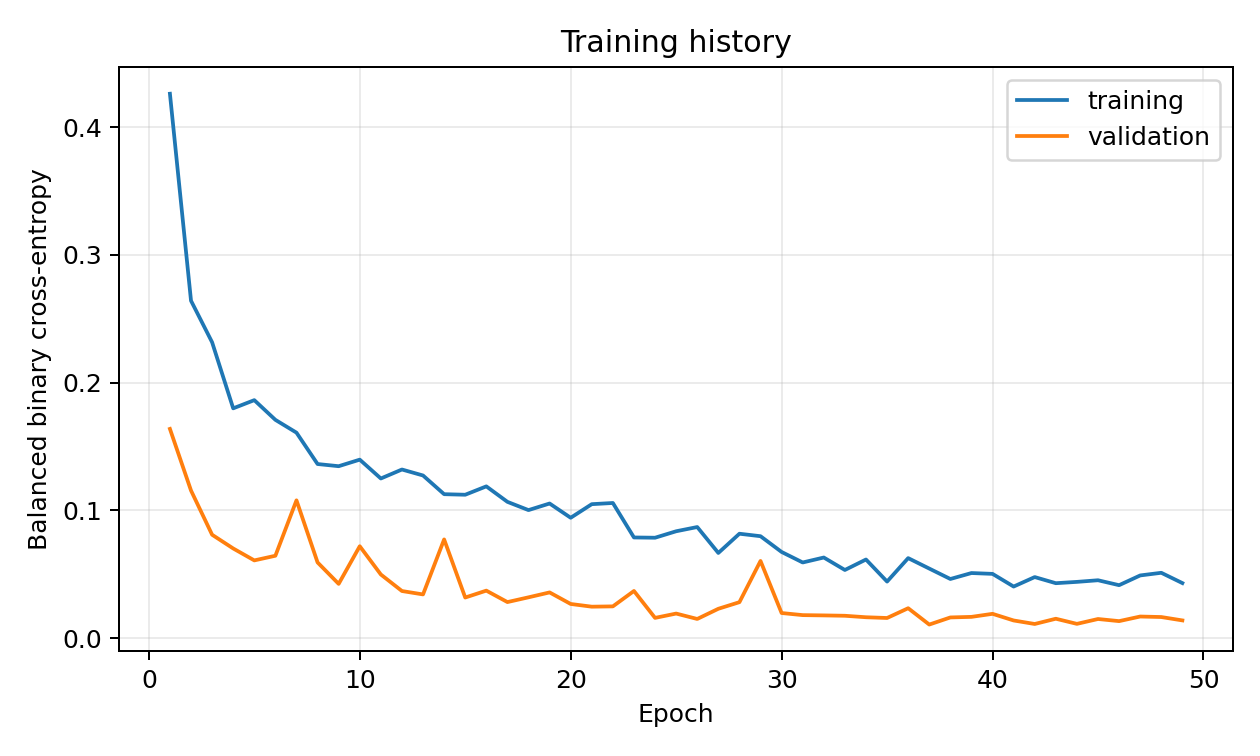 Training history
training
validation
Balanced binary cross-entropy
0.4
0.3
0.2
0.1
0.0
0 10 20 30 40 50
Epoch